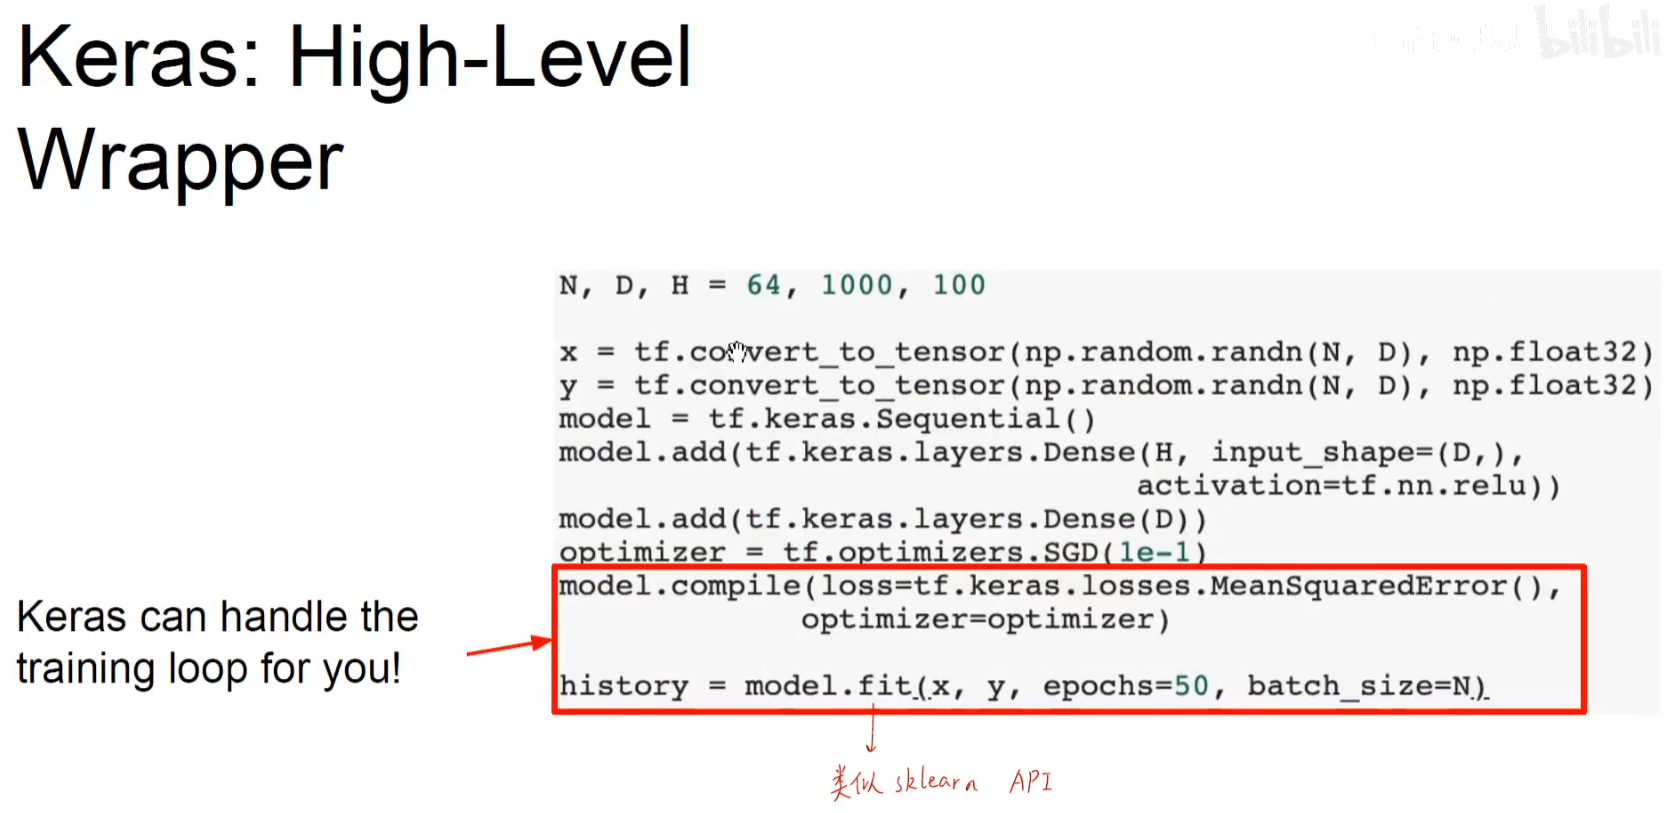 Keras: High-Level
Wrapper
bilibili
N, D, H = 64, 1000, 100
x = tf.convert_to_tensor(np.random.randn(N, D), np.float32)
y = tf.convert_to_tensor(np.random.randn(N, D), np.float32)
model = tf.keras.Sequential()
model.add(tf.keras.layers.Dense(H, input_shape=(D,),
activation=tf.nn.relu))
model.add(tf.keras.layers.Dense(D))
optimizer = tf.optimizers.SGD(1e-1)
model.compile(loss=tf.keras.losses.MeanSquaredError(),
optimizer=optimizer)
history = model.fit(x, y, epochs=50, batch_size=N)
Keras can handle the
training loop for you!
类似 sklearn API